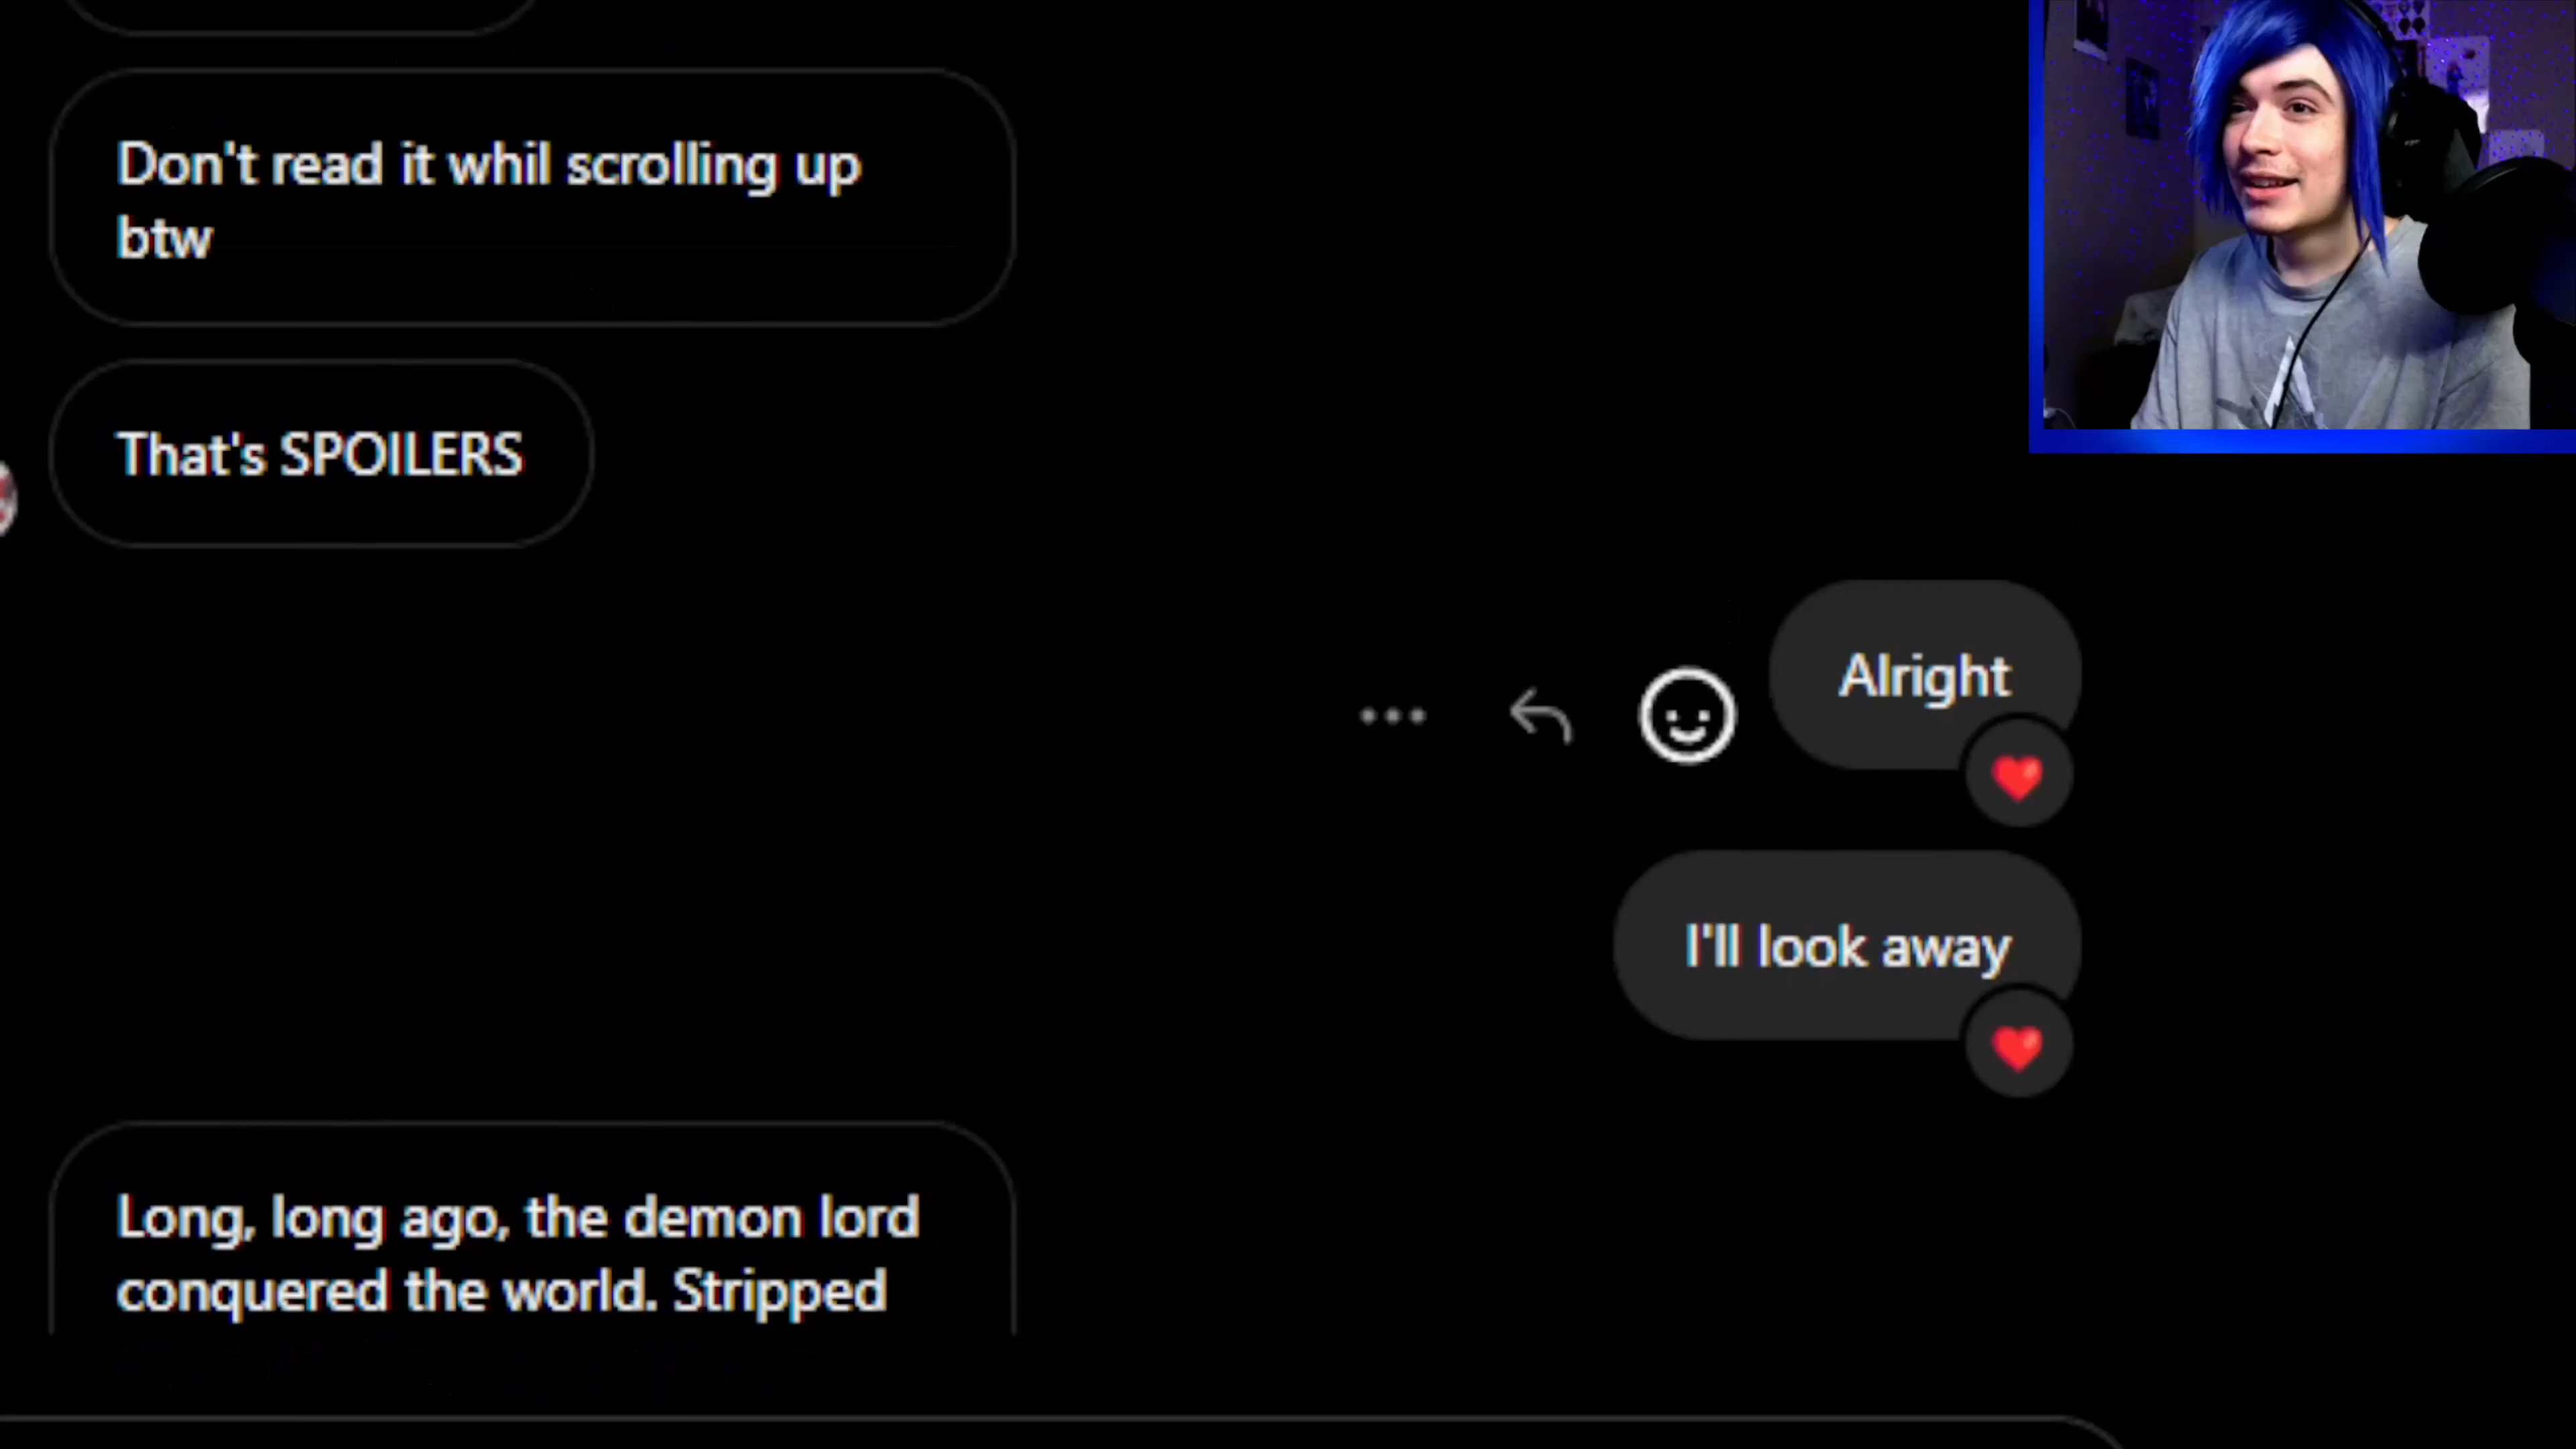 Don't read it whil scrolling up
btw
That's SPOILERS
Alright
I'll look away
Long, long ago, the demon lord
conquered the world. Stripped